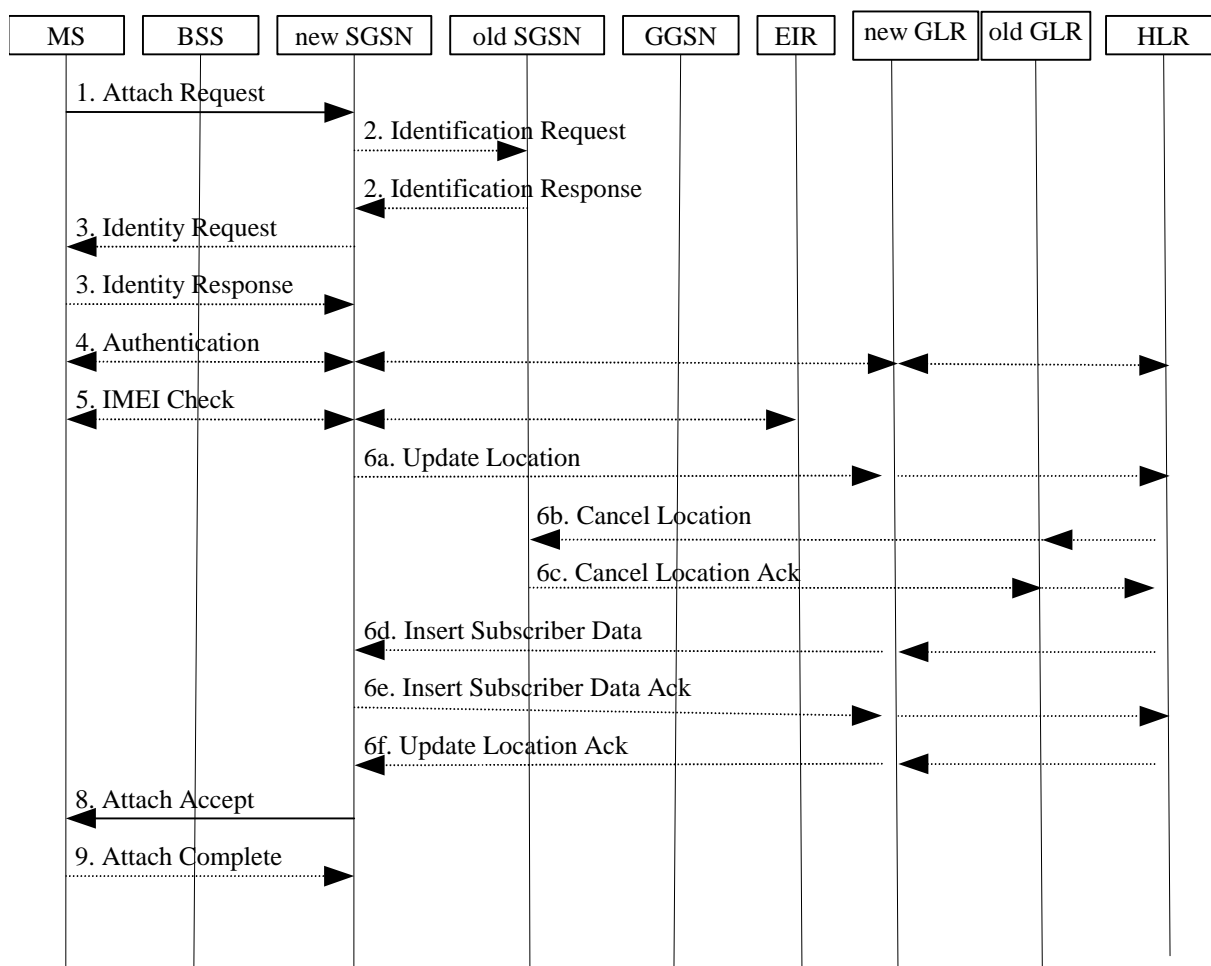 MS
BSS
new SGSN
old SGSN
GGSN
EIR
new GLR
old GLR
HLR
1. Attach Request
2. Identification Request
2. Identification Response
3. Identity Request
3. Identity Response
4. Authentication
5. IMEI Check
6a. Update Location
6b. Cancel Location
6c. Cancel Location Ack
6d. Insert Subscriber Data
6e. Insert Subscriber Data Ack
6f. Update Location Ack
8. Attach Accept
9. Attach Complete